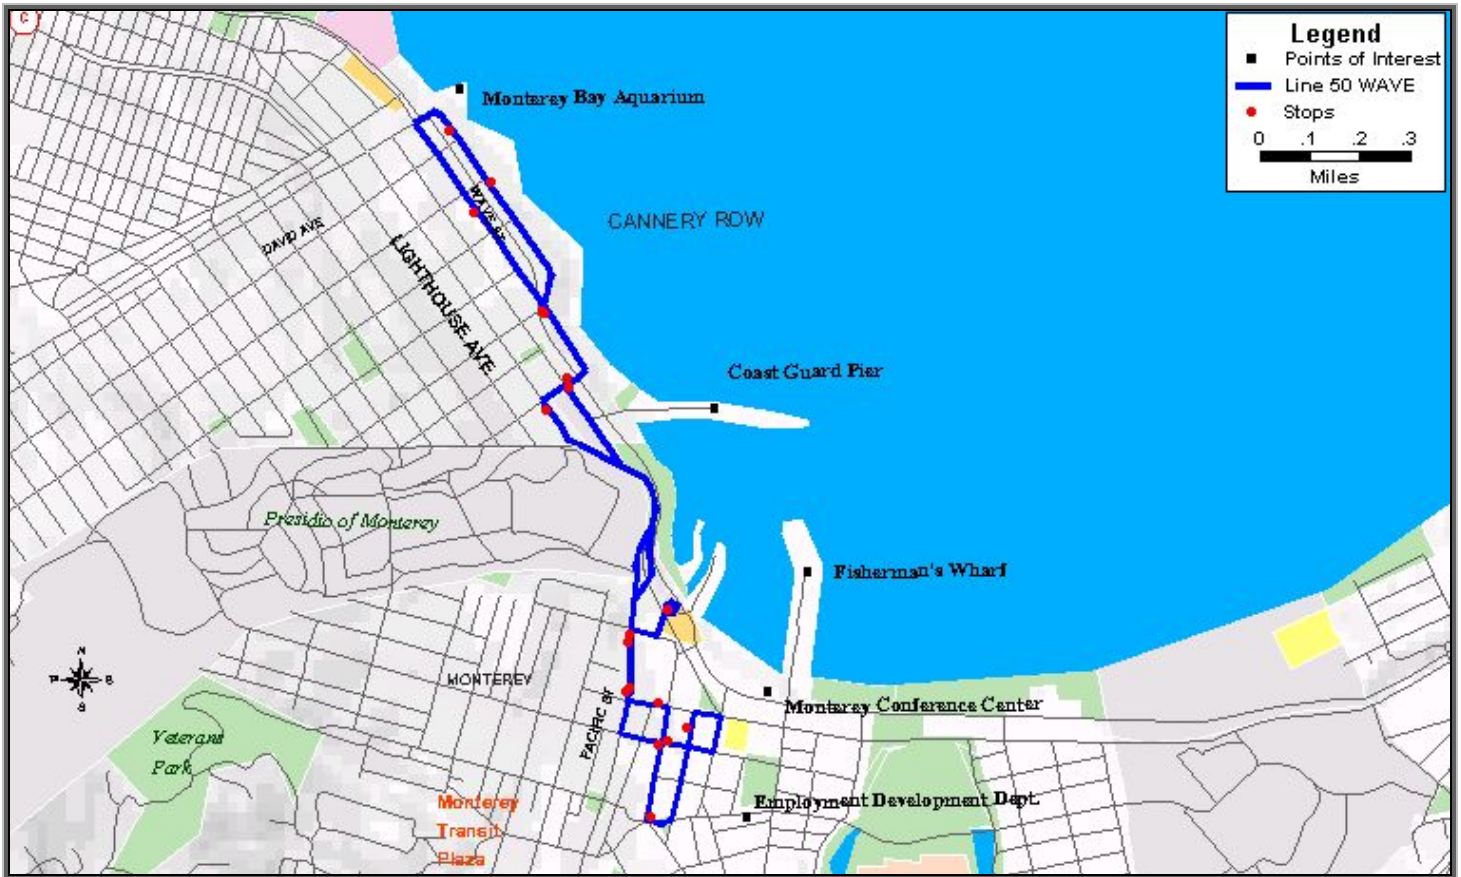 C
Legend
Points of Interest
Line 50 WAVE
Stops
0 .1 .2 .3
Miles
Monterey Bay Aquarium
WAVE ST
CANNERY ROW
DAVID AVE
LIGHTHOUSE AVE
Coast Guard Pier
Presidio of Monterey
Fisherman's Wharf
N
S
MONTEREY
PACIFIC ST
Monterey Conference Center
Veterans
Park
Monterey
Transit
Plaza
Employment Development Dept.